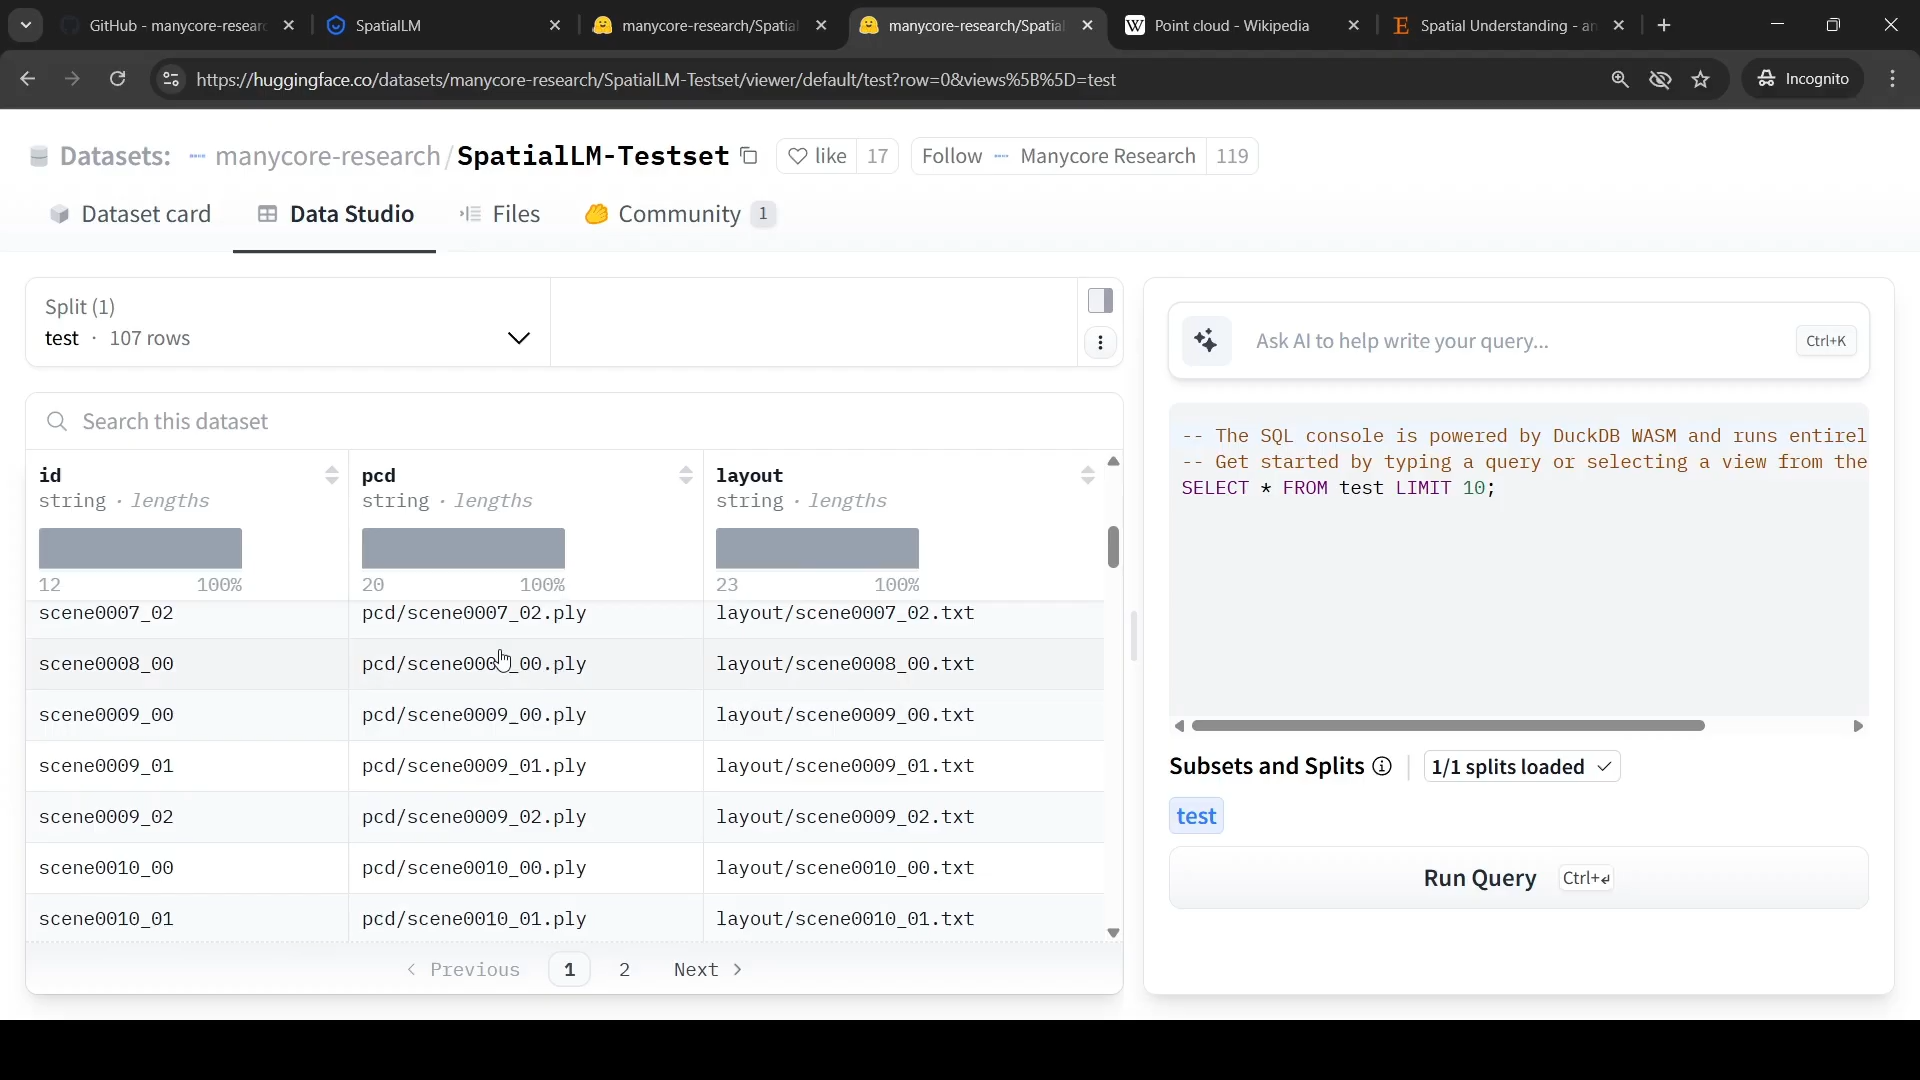 GitHub - manycore-resear
SpatialLM
manycore-research/Spatial
manycore-research/Spatial
Point cloud - Wikipedia
Spatial Understanding - an
https://huggingface.co/datasets/manycore-research/SpatialLM-Testset/viewer/default/test?row=0&views%5B%5D=test
Incognito
Datasets: manycore-research/SpatialLM-Testset
like 17
Follow Manycore Research 119
Dataset card
Data Studio
Files
Community 1
Split (1)
test · 107 rows
Search this dataset
id pcd layout
string · lengths string · lengths string · lengths
12 100% 20 100% 23 100%
scene0007_02 pcd/scene0007_02.ply layout/scene0007_02.txt
scene0008_00 pcd/scene0008_00.ply layout/scene0008_00.txt
scene0009_00 pcd/scene0009_00.ply layout/scene0009_00.txt
scene0009_01 pcd/scene0009_01.ply layout/scene0009_01.txt
scene0009_02 pcd/scene0009_02.ply layout/scene0009_02.txt
scene0010_00 pcd/scene0010_00.ply layout/scene0010_00.txt
scene0010_01 pcd/scene0010_01.ply layout/scene0010_01.txt
< Previous 1 2 Next >
Ask AI to help write your query... Ctrl+K
-- The SQL console is powered by DuckDB WASM and runs entirel
-- Get started by typing a query or selecting a view from the
SELECT * FROM test LIMIT 10;
Subsets and Splits 1/1 splits loaded ✓
test
Run Query Ctrl+↵